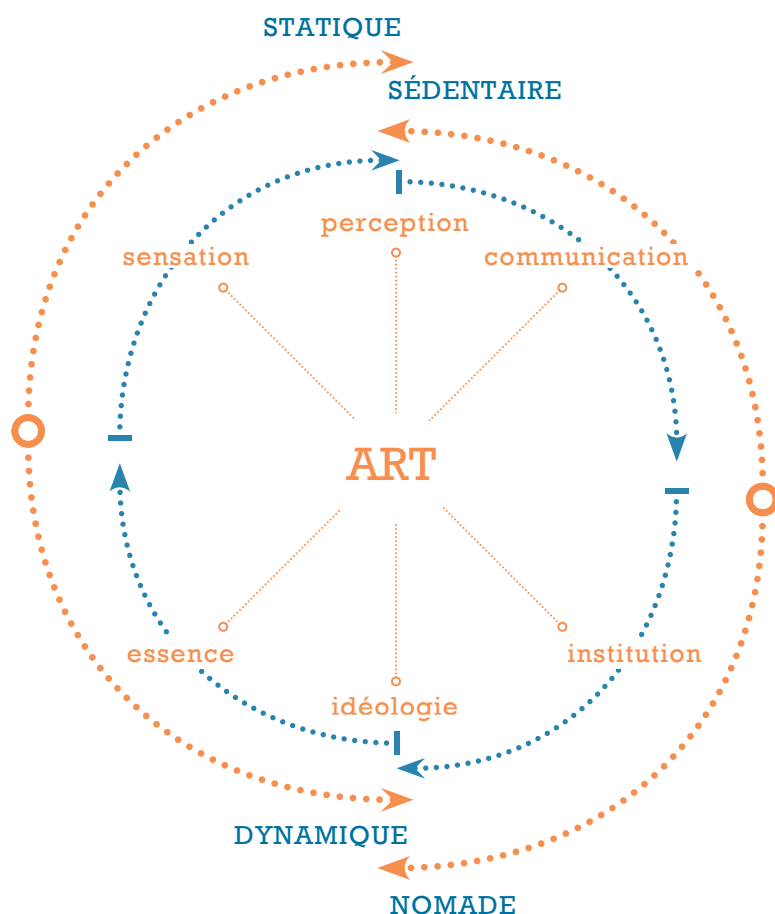 STATIQUE
SÉDENTAIRE
perception
sensation
communication
ART
essence
institution
idéologie
DYNAMIQUE
NOMADE